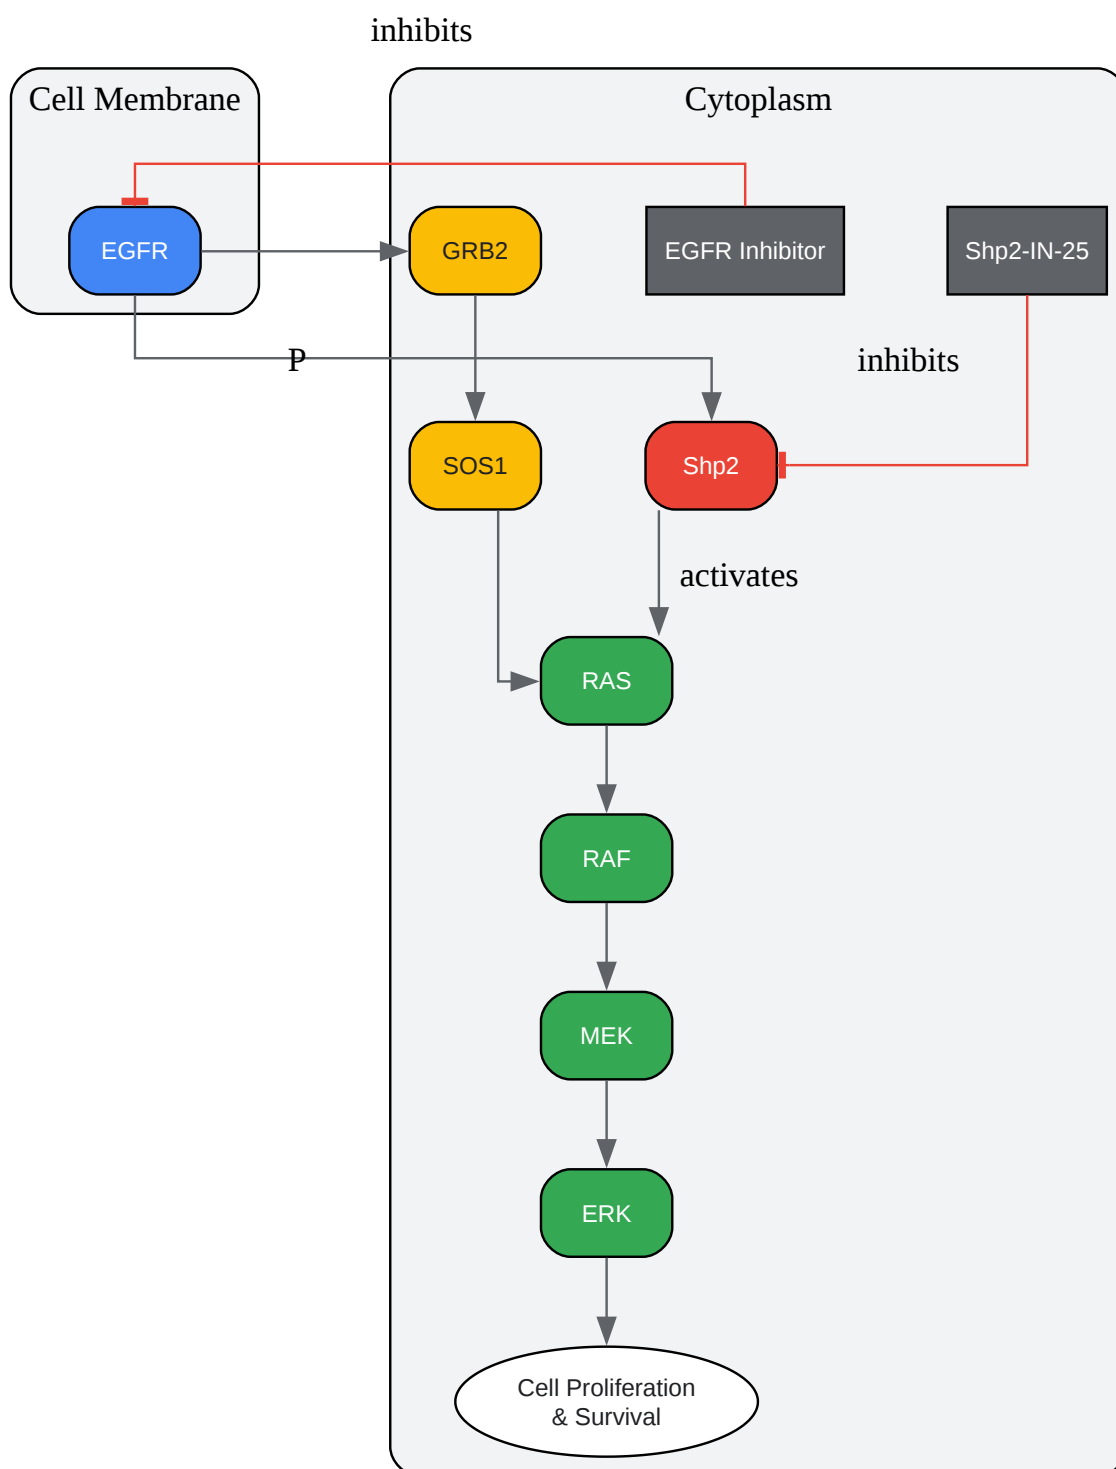 inhibits
Cell Membrane
Cytoplasm
EGFR
GRB2
EGFR Inhibitor
Shp2-IN-25
P
inhibits
SOS1
Shp2
activates
RAS
RAF
MEK
ERK
Cell Proliferation
& Survival